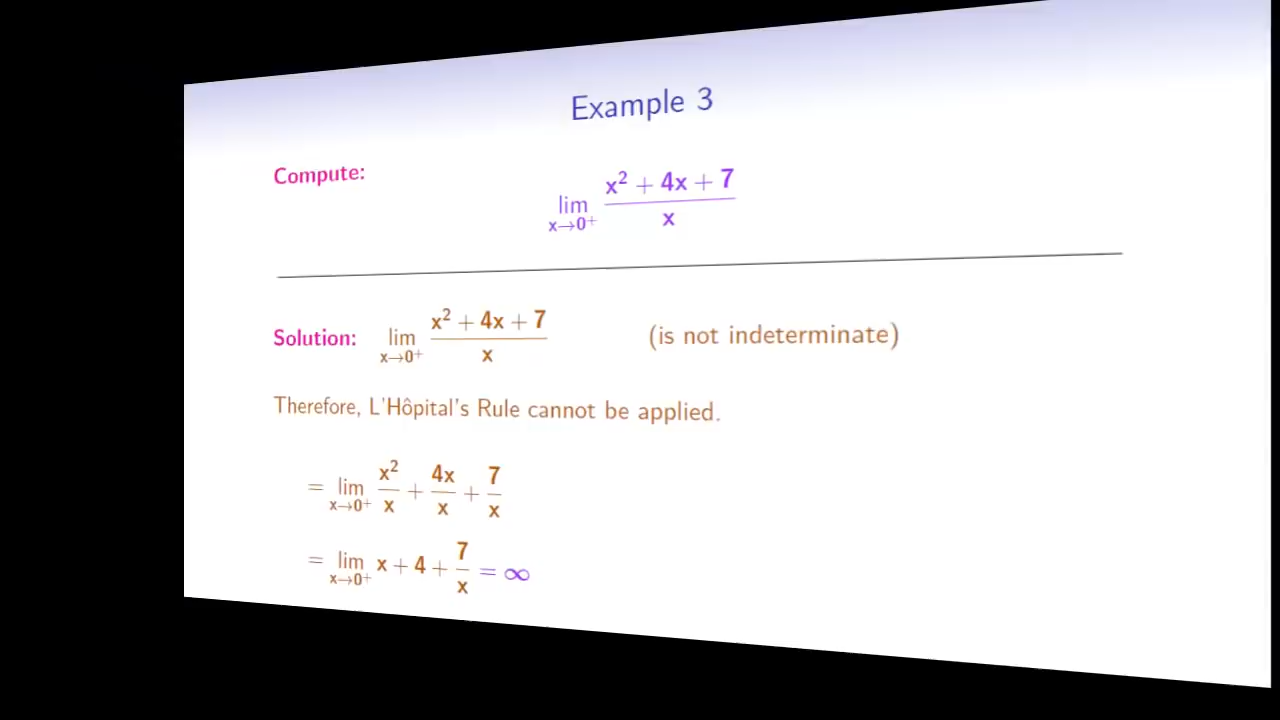 Example 3
Compute:
lim x→0⁺ (x² + 4x + 7)/x
Solution: lim x→0⁺ (x² + 4x + 7)/x (is not indeterminate)
Therefore, L'Hôpital's Rule cannot be applied.
= lim x→0⁺ x²/x + 4x/x + 7/x
= lim x→0⁺ x + 4 + 7/x = ∞